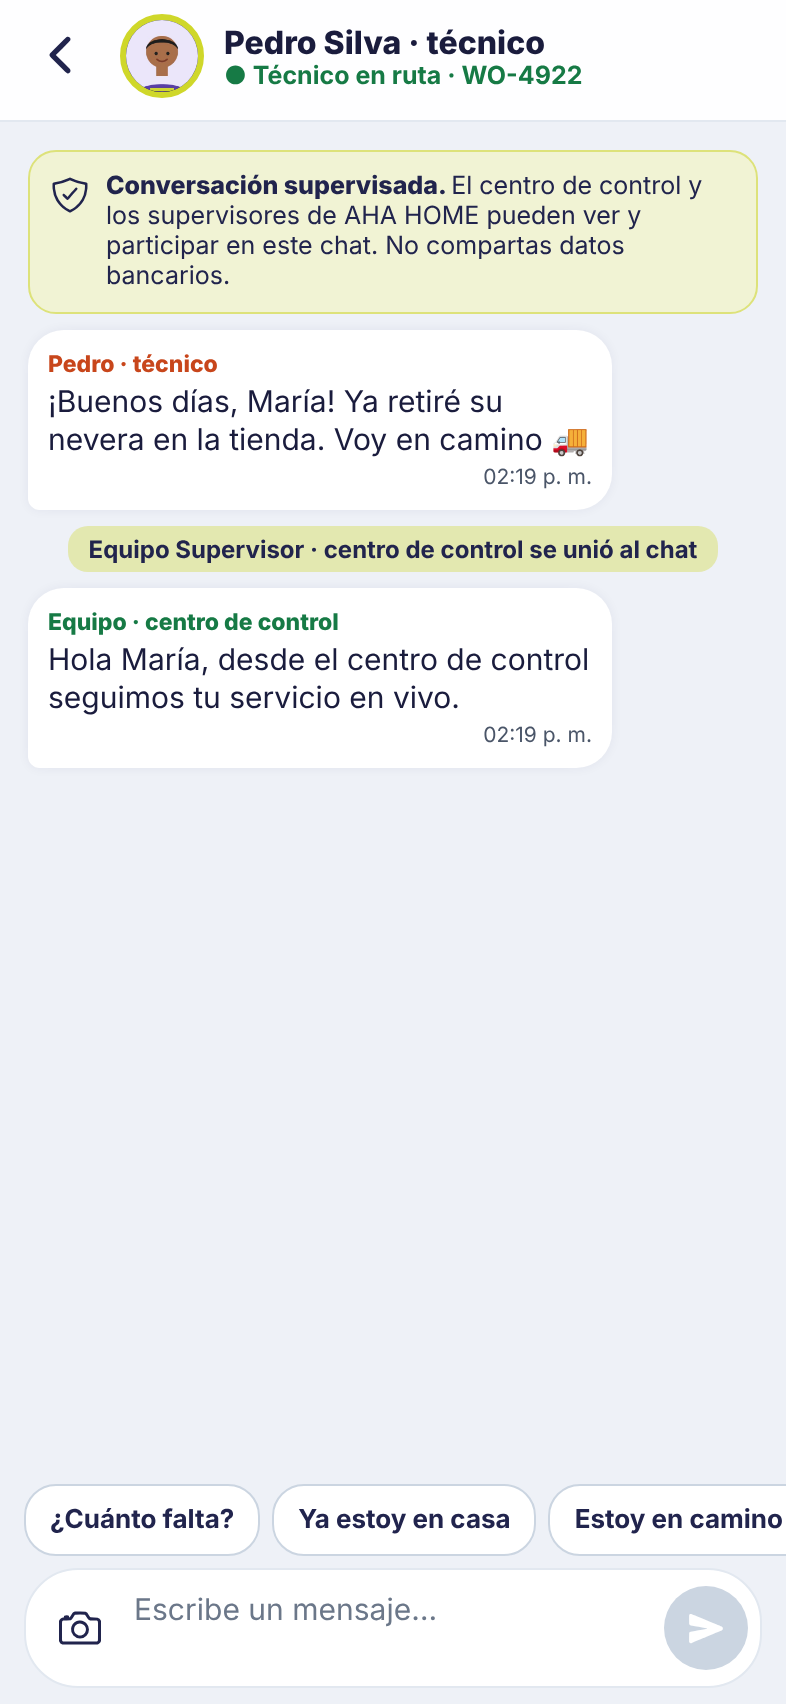 Pedro Silva · técnico
Técnico en ruta · WO-4922
Conversación supervisada. El centro de control y
los supervisores de AHA HOME pueden ver y
participar en este chat. No compartas datos
bancarios.
Pedro · técnico
¡Buenos días, María! Ya retiré su
nevera en la tienda. Voy en camino 🚚
02:19 p. m.
Equipo Supervisor · centro de control se unió al chat
Equipo · centro de control
Hola María, desde el centro de control
seguimos tu servicio en vivo.
02:19 p. m.
¿Cuánto falta?
Ya estoy en casa
Estoy en camino
Escribe un mensaje...